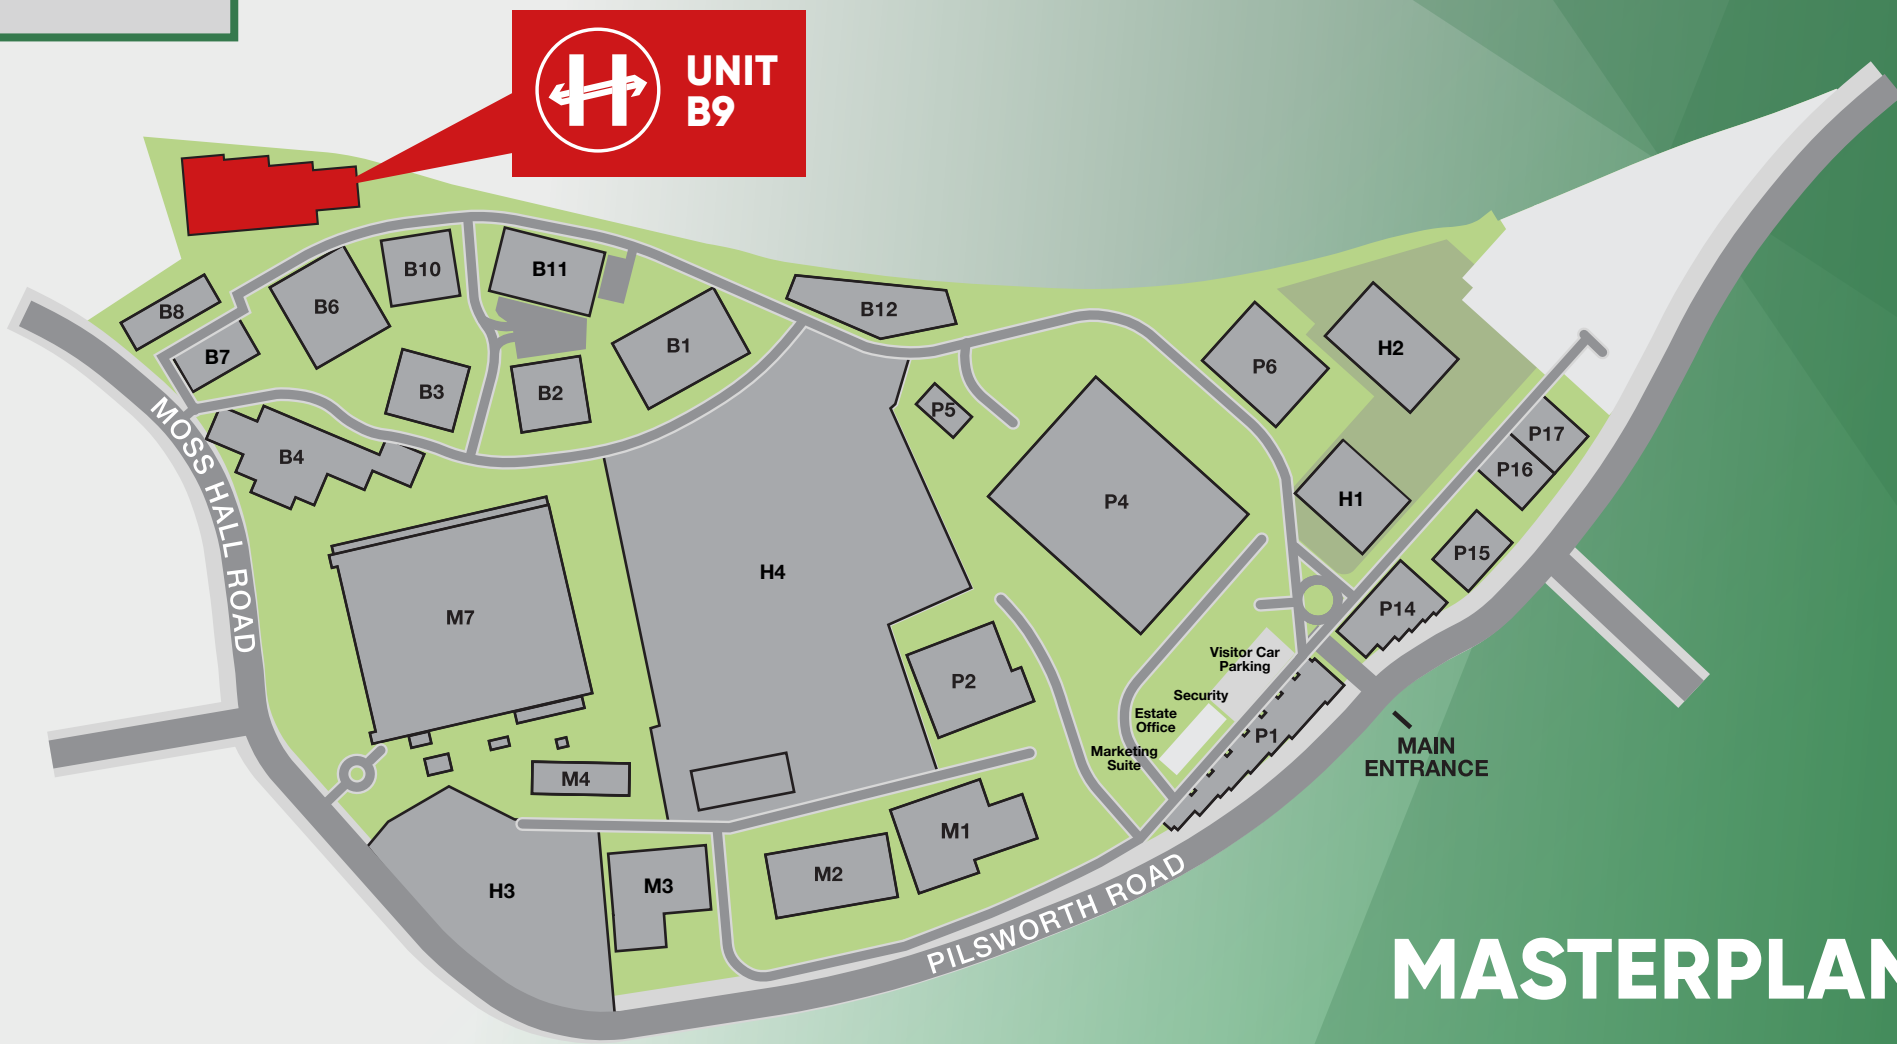 H
UNIT
B9
B8
B7
B6
B10
B11
B3
B2
B1
B12
B4
P5
P6
H2
P4
H1
P17
P16
P15
P14
M7
H4
P2
Visitor Car
Parking
Security
Estate
Office
Marketing
Suite
P1
MAIN
ENTRANCE
M4
M1
M2
M3
H3
MOSS HALL ROAD
PILSWORTH ROAD
MASTERPLAN